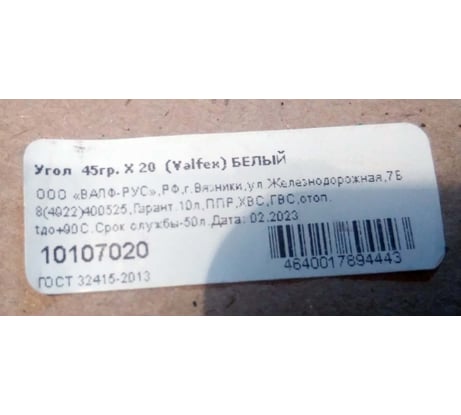 Угол 45гр. Х 20 (Valfex) БЕЛЫЙ
ООО «ВАПФ-РУС»,РФ,г.Вязники,ул.Железнодорожная,7Б
8(4922)400525,Гарант.10л,ППР,ХВС,ГВС,отоп.
tдо+90С.Срок службы-50л.Дата: 02.2023
10107020
4640017894443
ГОСТ 32415-2013